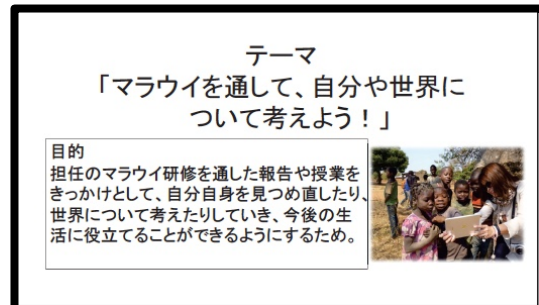 テーマ
「マラウイを通して、自分や世界に
ついて考えよう！」
目的
担任のマラウイ研修を通した報告や授業を
きっかけとして、自分自身を見つめ直したり、
世界について考えたりしていき、今後の生
活に役立てることができるようにするため。